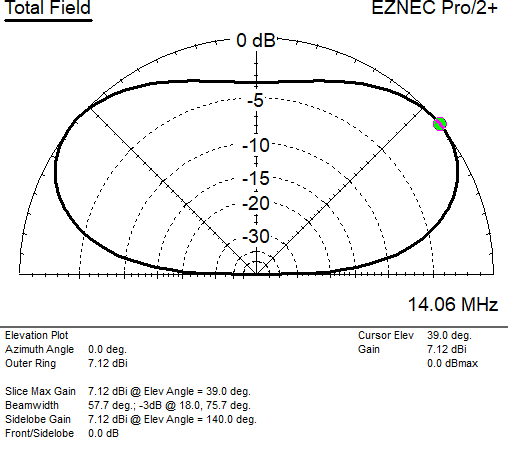 Total Field
EZNEC Pro/2+
0 dB
-5
-10
-15
-20
-30
14.06 MHz
Elevation Plot
Azimuth Angle 0.0 deg.
Outer Ring 7.12 dBi
Cursor Elev 39.0 deg.
Gain 7.12 dBi
0.0 dBmax
Slice Max Gain 7.12 dBi @ Elev Angle = 39.0 deg.
Beamwidth 57.7 deg.; -3dB @ 18.0, 75.7 deg.
Sidelobe Gain 7.12 dBi @ Elev Angle = 140.0 deg.
Front/Sidelobe 0.0 dB